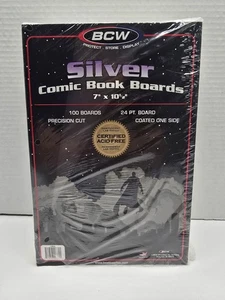 BCW
PROTECT · STORE · DISPLAY
Silver
Comic Book Boards
7" x 10½"
100 BOARDS
24 PT. BOARD
PRECISION CUT
COATED ONE SIDE
CERTIFIED
ACID FREE